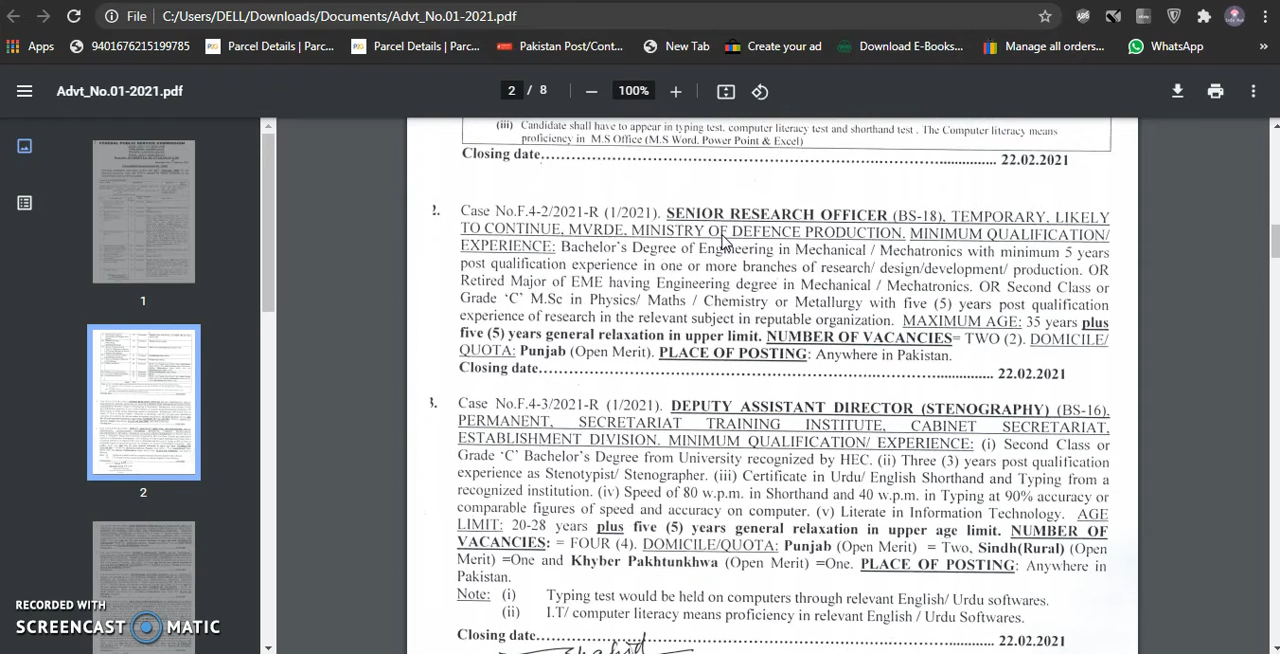 File | C:/Users/DELL/Downloads/Documents/Advt_No.01-2021.pdf
Apps 9401676215199785 Parcel Details | Parc... Parcel Details | Parc... Pakistan Post/Cont... New Tab Create your ad Download E-Books... Manage all orders... WhatsApp »
Advt_No.01-2021.pdf 2 / 8 100%
1
2
(iii) Candidate shall have to appear in typing test, computer literacy test and shorthand test . The Computer literacy means
proficiency in M.S Office (M.S Word, Power Point & Excel)
Closing date............................................................ 22.02.2021
2. Case No.F.4-2/2021-R (1/2021). SENIOR RESEARCH OFFICER (BS-18), TEMPORARY, LIKELY
TO CONTINUE, MVRDE, MINISTRY OF DEFENCE PRODUCTION. MINIMUM QUALIFICATION/
EXPERIENCE: Bachelor's Degree of Engineering in Mechanical / Mechatronics with minimum 5 years
post qualification experience in one or more branches of research/ design/development/ production. OR
Retired Major of EME having Engineering degree in Mechanical / Mechatronics. OR Second Class or
Grade 'C' M.Sc in Physics/ Maths / Chemistry or Metallurgy with five (5) years post qualification
experience of research in the relevant subject in reputable organization. MAXIMUM AGE: 35 years plus
five (5) years general relaxation in upper limit. NUMBER OF VACANCIES= TWO (2). DOMICILE/
QUOTA: Punjab (Open Merit). PLACE OF POSTING: Anywhere in Pakistan.
Closing date............................................................ 22.02.2021
3. Case No.F.4-3/2021-R (1/2021). DEPUTY ASSISTANT DIRECTOR (STENOGRAPHY) (BS-16),
PERMANENT, SECRETARIAT TRAINING INSTITUTE, CABINET SECRETARIAT,
ESTABLISHMENT DIVISION. MINIMUM QUALIFICATION/EXPERIENCE: (i) Second Class or
Grade 'C' Bachelor's Degree from University recognized by HEC. (ii) Three (3) years post qualification
experience as Stenotypist/ Stenographer. (iii) Certificate in Urdu/ English Shorthand and Typing from a
recognized institution. (iv) Speed of 80 w.p.m. in Shorthand and 40 w.p.m. in Typing at 90% accuracy or
comparable figures of speed and accuracy on computer. (v) Literate in Information Technology. AGE
LIMIT: 20-28 years plus five (5) years general relaxation in upper age limit. NUMBER OF
VACANCIES: = FOUR (4). DOMICILE/QUOTA: Punjab (Open Merit) = Two, Sindh(Rural) (Open
Merit) =One and Khyber Pakhtunkhwa (Open Merit) =One. PLACE OF POSTING: Anywhere in
Pakistan.
Note: (i) Typing test would be held on computers through relevant English/ Urdu softwares.
(ii) I.T/ computer literacy means proficiency in relevant English / Urdu Softwares.
Closing date............................................................ 22.02.2021
RECORDED WITH
SCREENCAST MATIC